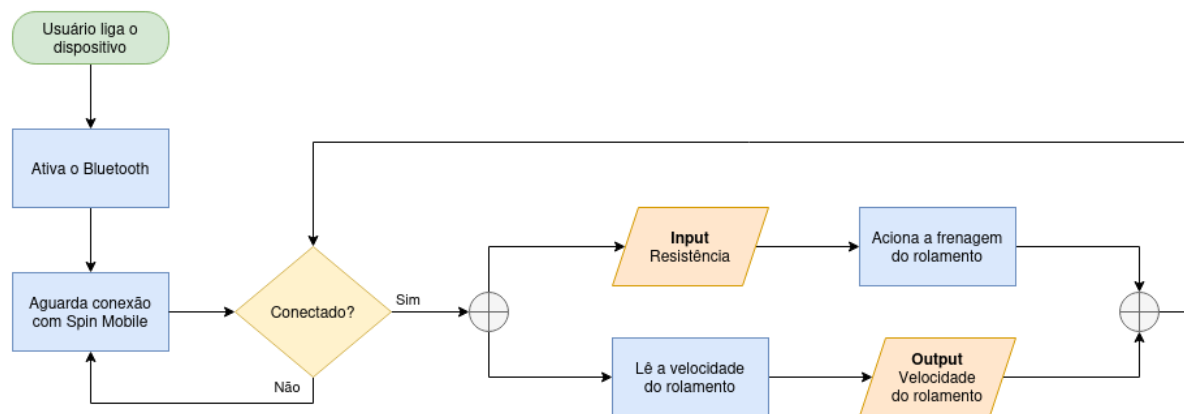 Usuário liga o
dispositivo
Ativa o Bluetooth
Aguarda conexão
com Spin Mobile
Conectado?
Sim
Não
Input
Resistência
Aciona a frenagem
do rolamento
Lê a velocidade
do rolamento
Output
Velocidade
do rolamento